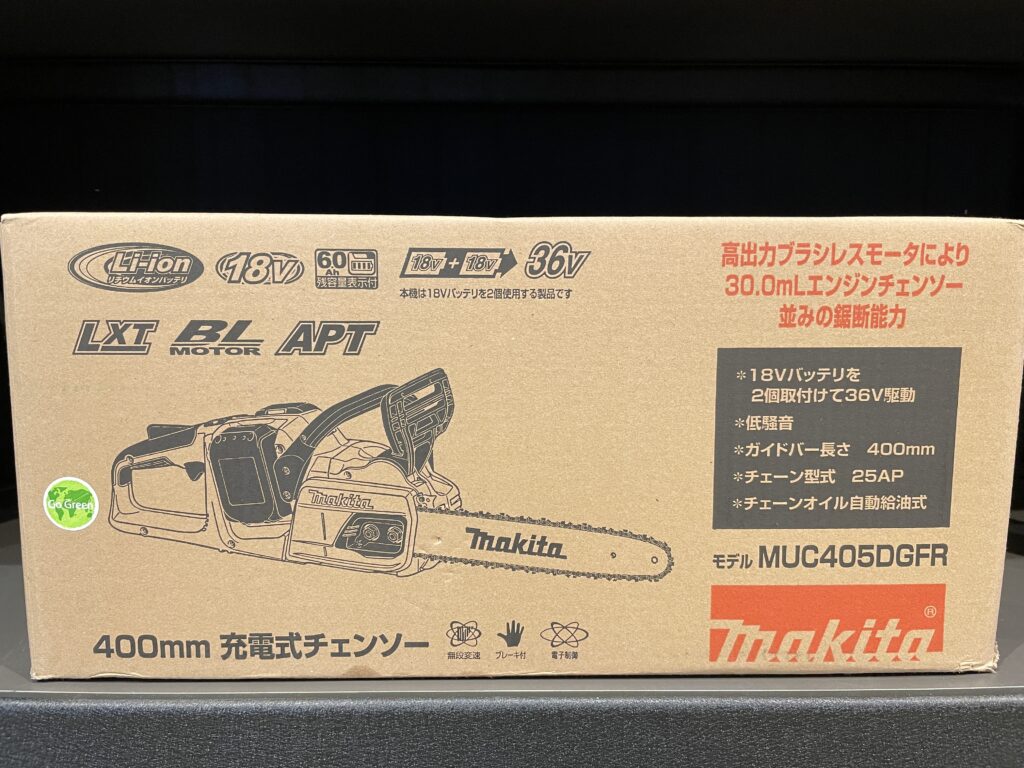 Li-ion
リチウムイオンバッテリ
18V
60
Ah
残容量表示付
18V + 18V 36V
本機は18Vバッテリを2個使用する製品です
LXT BL MOTOR APT
高出力ブラシレスモータにより
30.0mLエンジンチェンソー
並みの鋸断能力
*18Vバッテリを
2個取付けて36V駆動
*低騒音
*ガイドバー長さ 400mm
*チェーン型式 25AP
*チェーンオイル自動給油式
makita
makita
Go Green
モデル MUC405DGFR
makita®
400mm 充電式チェンソー
無段変速 ブレーキ付 電子制御